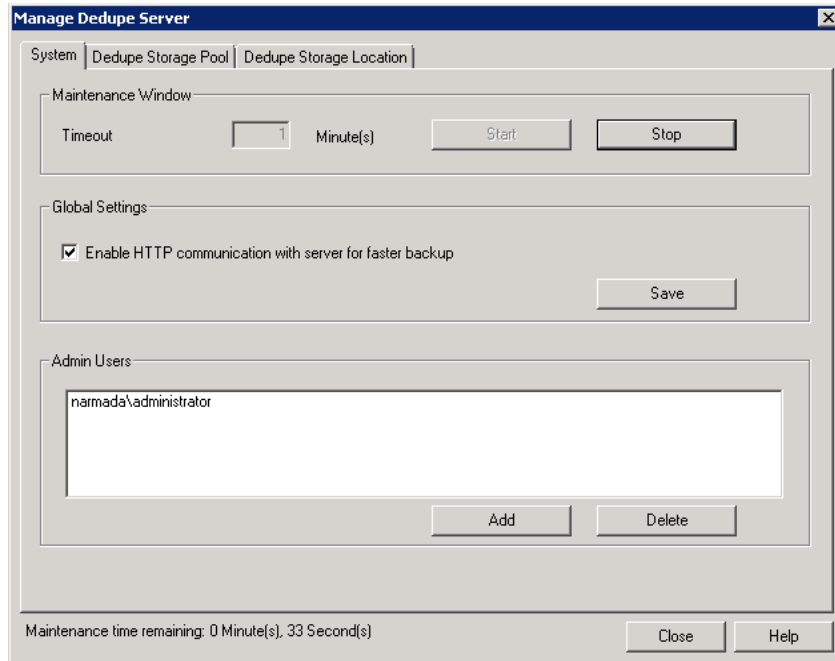 Manage Dedupe Server
System Dedupe Storage Pool Dedupe Storage Location
Maintenance Window
Timeout 1 Minute(s) Start Stop
Global Settings
Enable HTTP communication with server for faster backup
Save
Admin Users
narmada\administrator
Add Delete
Maintenance time remaining: 0 Minute(s), 33 Second(s)
Close Help